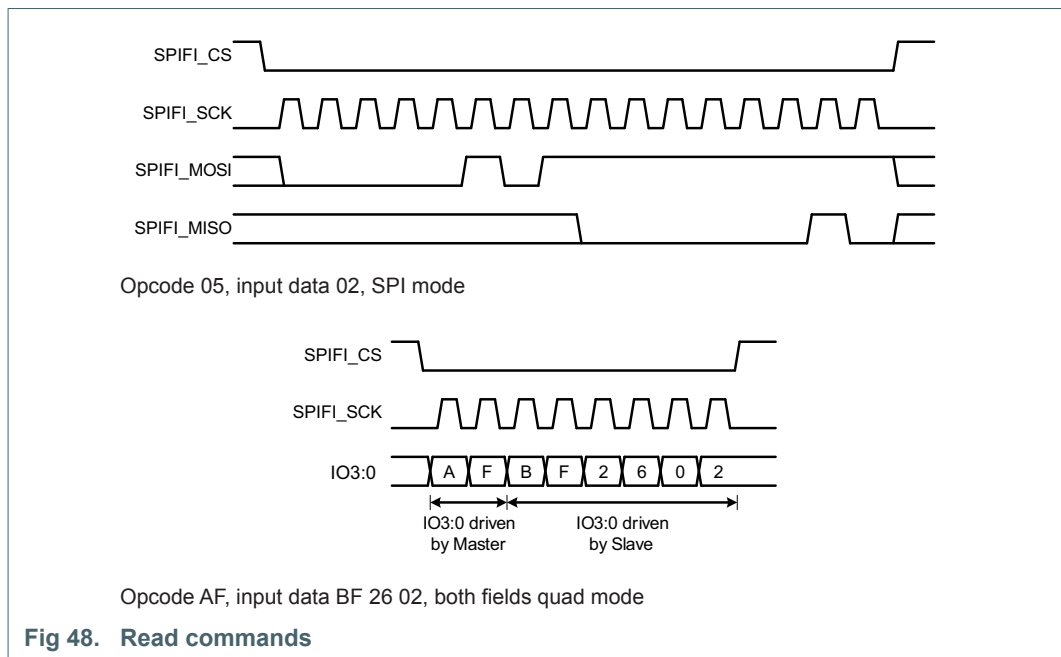 SPIFI_CS
SPIFI_SCK
SPIFI_MOSI
SPIFI_MISO
Opcode 05, input data 02, SPI mode
SPIFI_CS
SPIFI_SCK
IO3:0 A F B F 2 6 0 2
IO3:0 driven by Master
IO3:0 driven by Slave
Opcode AF, input data BF 26 02, both fields quad mode
Fig 48. Read commands